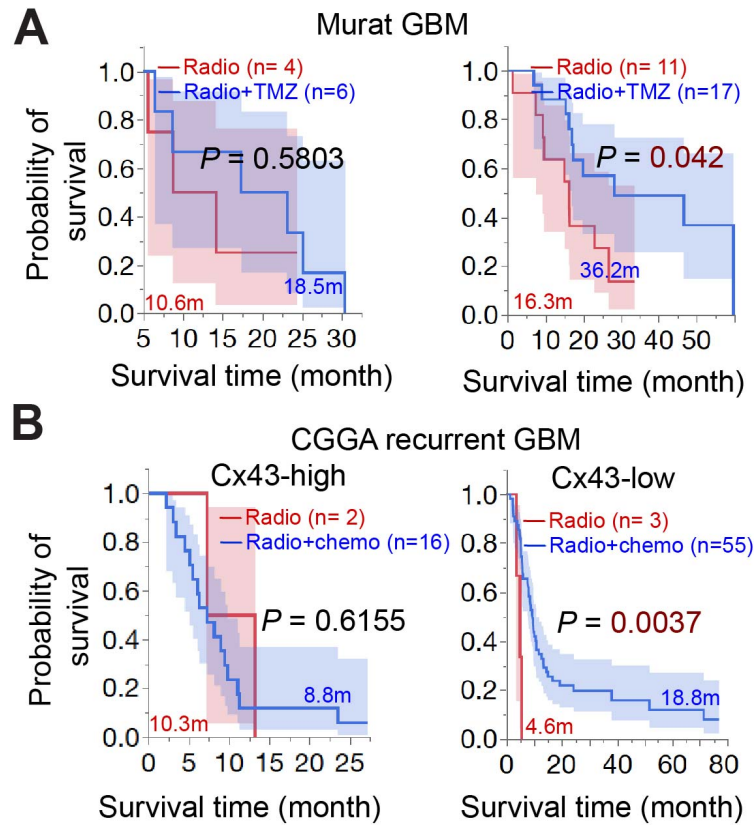 A
Murat GBM
Radio (n= 4)
Radio+TMZ (n=6)
P = 0.5803
18.5m
10.6m
1.0
0.8
0.6
0.4
0.2
0.0
5 10 15 20 25 30
Probability of
survival
Survival time (month)
Radio (n= 11)
Radio+TMZ (n=17)
P = 0.042
36.2m
16.3m
1.0
0.8
0.6
0.4
0.2
0.0
0 10 20 30 40 50
Survival time (month)
B
CGGA recurrent GBM
Cx43-high
Radio (n= 2)
Radio+chemo (n=16)
P = 0.6155
8.8m
10.3m
1.0
0.8
0.6
0.4
0.2
0.0
0 5 10 15 20 25
Probability of
survival
Survival time (month)
Cx43-low
Radio (n= 3)
Radio+chemo (n=55)
P = 0.0037
18.8m
4.6m
1.0
0.8
0.6
0.4
0.2
0.0
0 20 40 60 80
Survival time (month)